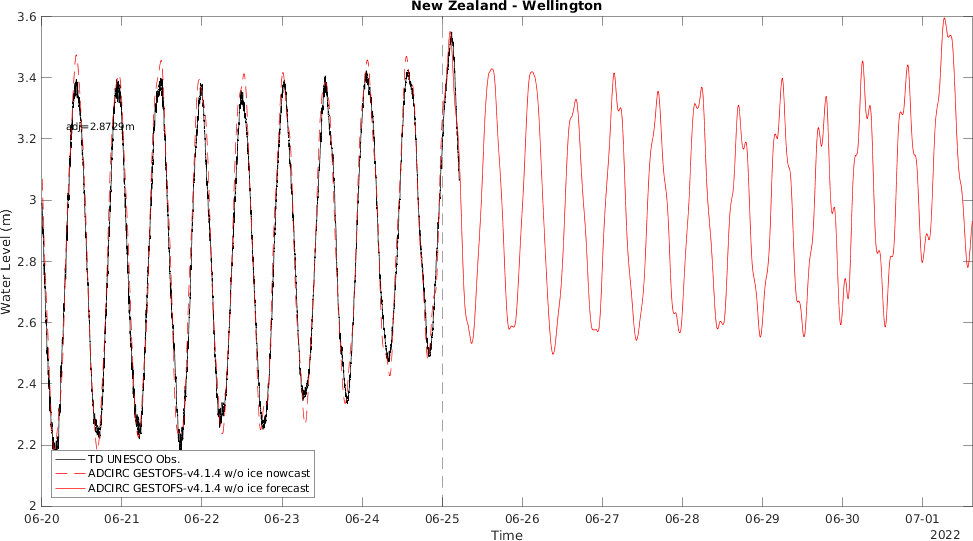 New Zealand - Wellington
3.6
3.4
adj=2.8729m
3.2
3
2.8
2.6
2.4
2.2
2
Water Level (m)
TD UNESCO Obs.
ADCIRC GESTOFS-v4.1.4 w/o ice nowcast
ADCIRC GESTOFS-v4.1.4 w/o ice forecast
06-20 06-21 06-22 06-23 06-24 06-25 06-26 06-27 06-28 06-29 06-30 07-01
2022
Time